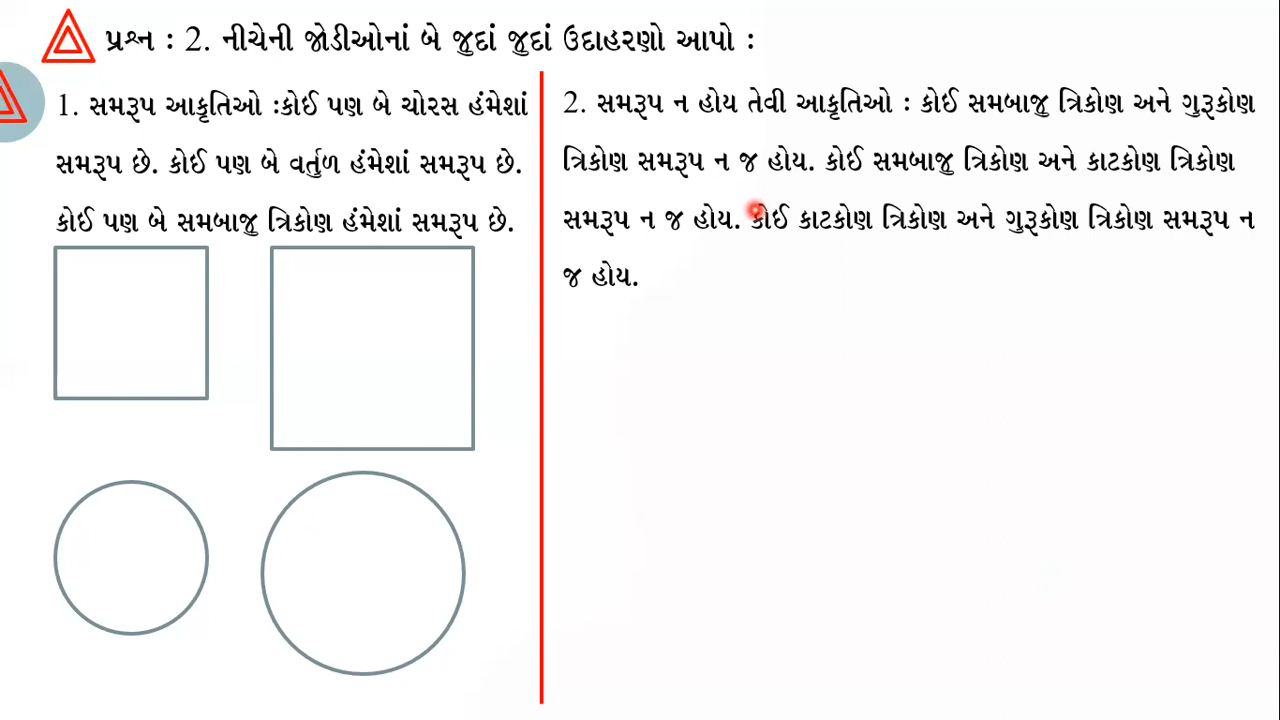 પ્રશ્ન : 2. નીચેની જોડીઓનાં બે જુદાં જુદાં ઉદાહરણો આપો :
1. સમરૂપ આકૃતિઓ :કોઈ પણ બે ચોરસ હંમેશાં
સમરૂપ છે. કોઈ પણ બે વર્તુળ હંમેશાં સમરૂપ છે.
કોઈ પણ બે સમબાજુ ત્રિકોણ હંમેશાં સમરૂપ છે.
2. સમરૂપ ન હોય તેવી આકૃતિઓ : કોઈ સમબાજુ ત્રિકોણ અને ગુરૂકોણ
ત્રિકોણ સમરૂપ ન જ હોય. કોઈ સમબાજુ ત્રિકોણ અને કાટકોણ ત્રિકોણ
સમરૂપ ન જ હોય. કોઈ કાટકોણ ત્રિકોણ અને ગુરૂકોણ ત્રિકોણ સમરૂપ ન
જ હોય.